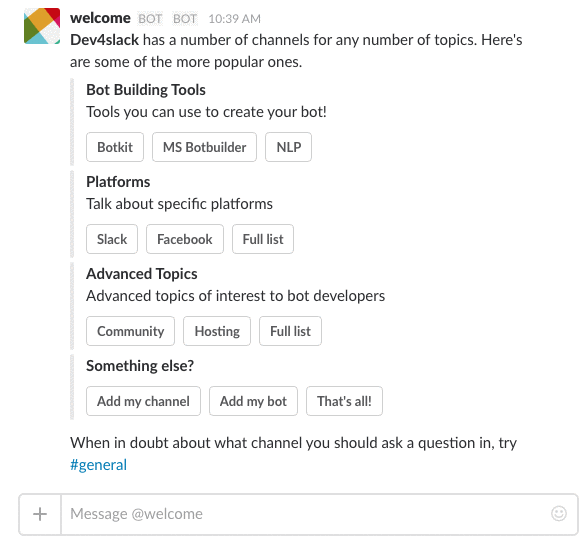 welcome BOT BOT 10:39 AM
Dev4slack has a number of channels for any number of topics. Here's
are some of the more popular ones.
Bot Building Tools
Tools you can use to create your bot!
Botkit MS Botbuilder NLP
Platforms
Talk about specific platforms
Slack Facebook Full list
Advanced Topics
Advanced topics of interest to bot developers
Community Hosting Full list
Something else?
Add my channel Add my bot That's all!
When in doubt about what channel you should ask a question in, try
#general
+ Message @welcome